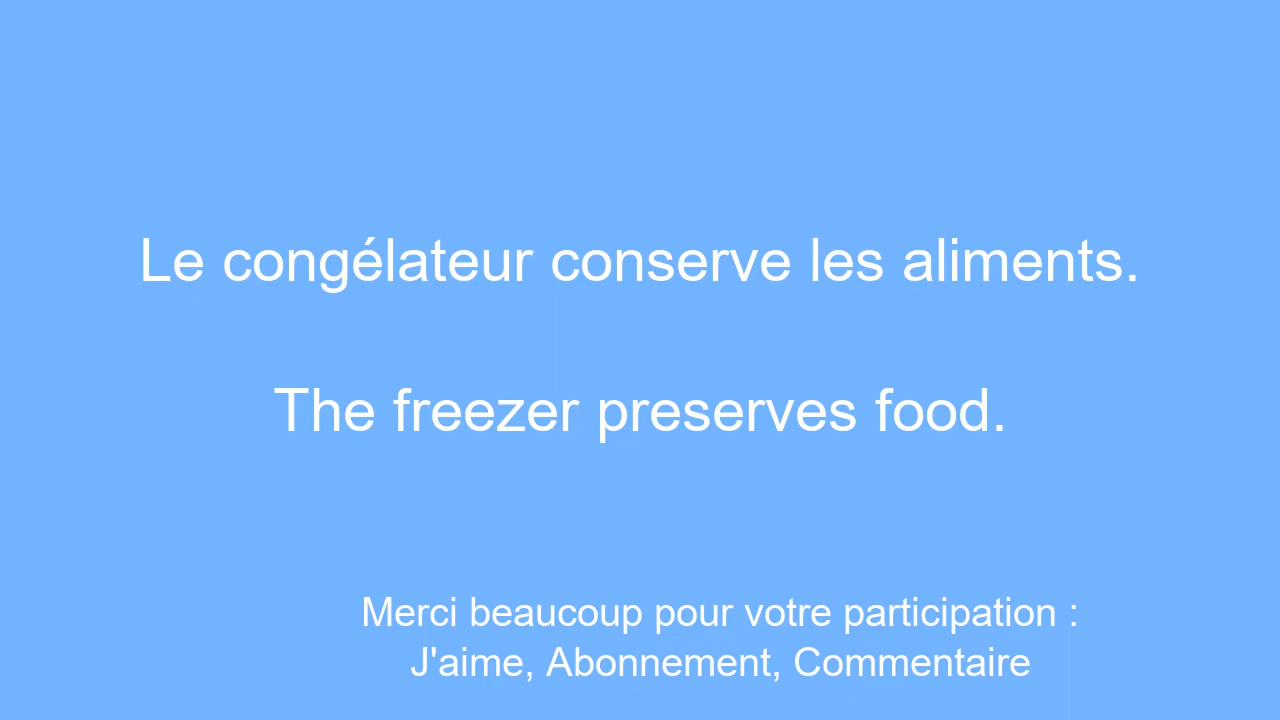 Le congélateur conserve les aliments.
The freezer preserves food.
Merci beaucoup pour votre participation :
J'aime, Abonnement, Commentaire